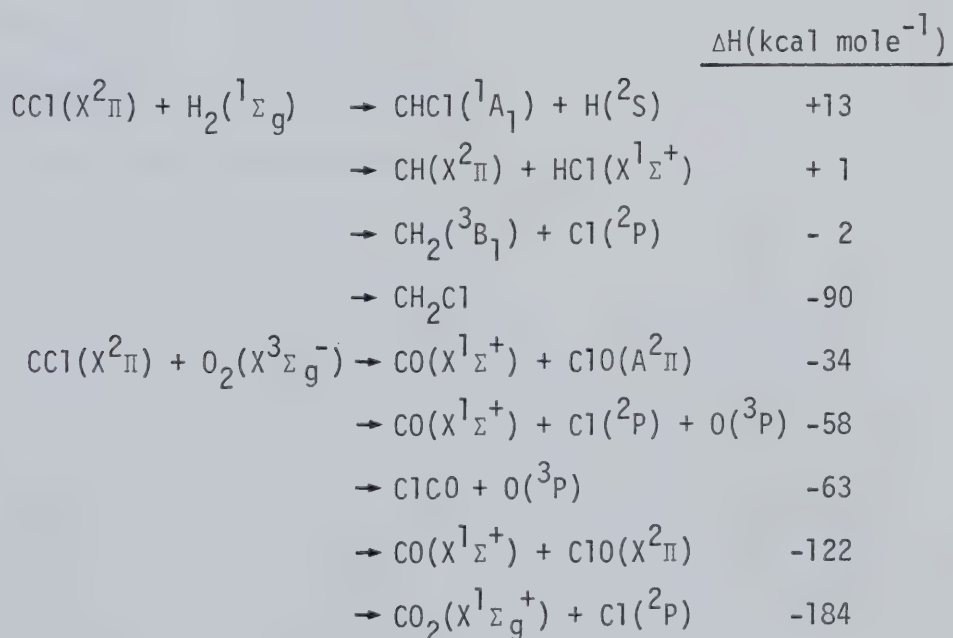 ΔH(kcal mole⁻¹)
CCl(X²Π) + H₂(¹Σg) → CHCl(¹A₁) + H(²S) +13
→ CH(X²Π) + HCl(X¹Σ⁺) + 1
→ CH₂(³B₁) + Cl(²P) - 2
→ CH₂Cl -90
CCl(X²Π) + O₂(X³Σg⁻) → CO(X¹Σ⁺) + ClO(A²Π) -34
→ CO(X¹Σ⁺) + Cl(²P) + O(³P) -58
→ ClCO + O(³P) -63
→ CO(X¹Σ⁺) + ClO(X²Π) -122
→ CO₂(X¹Σg⁺) + Cl(²P) -184